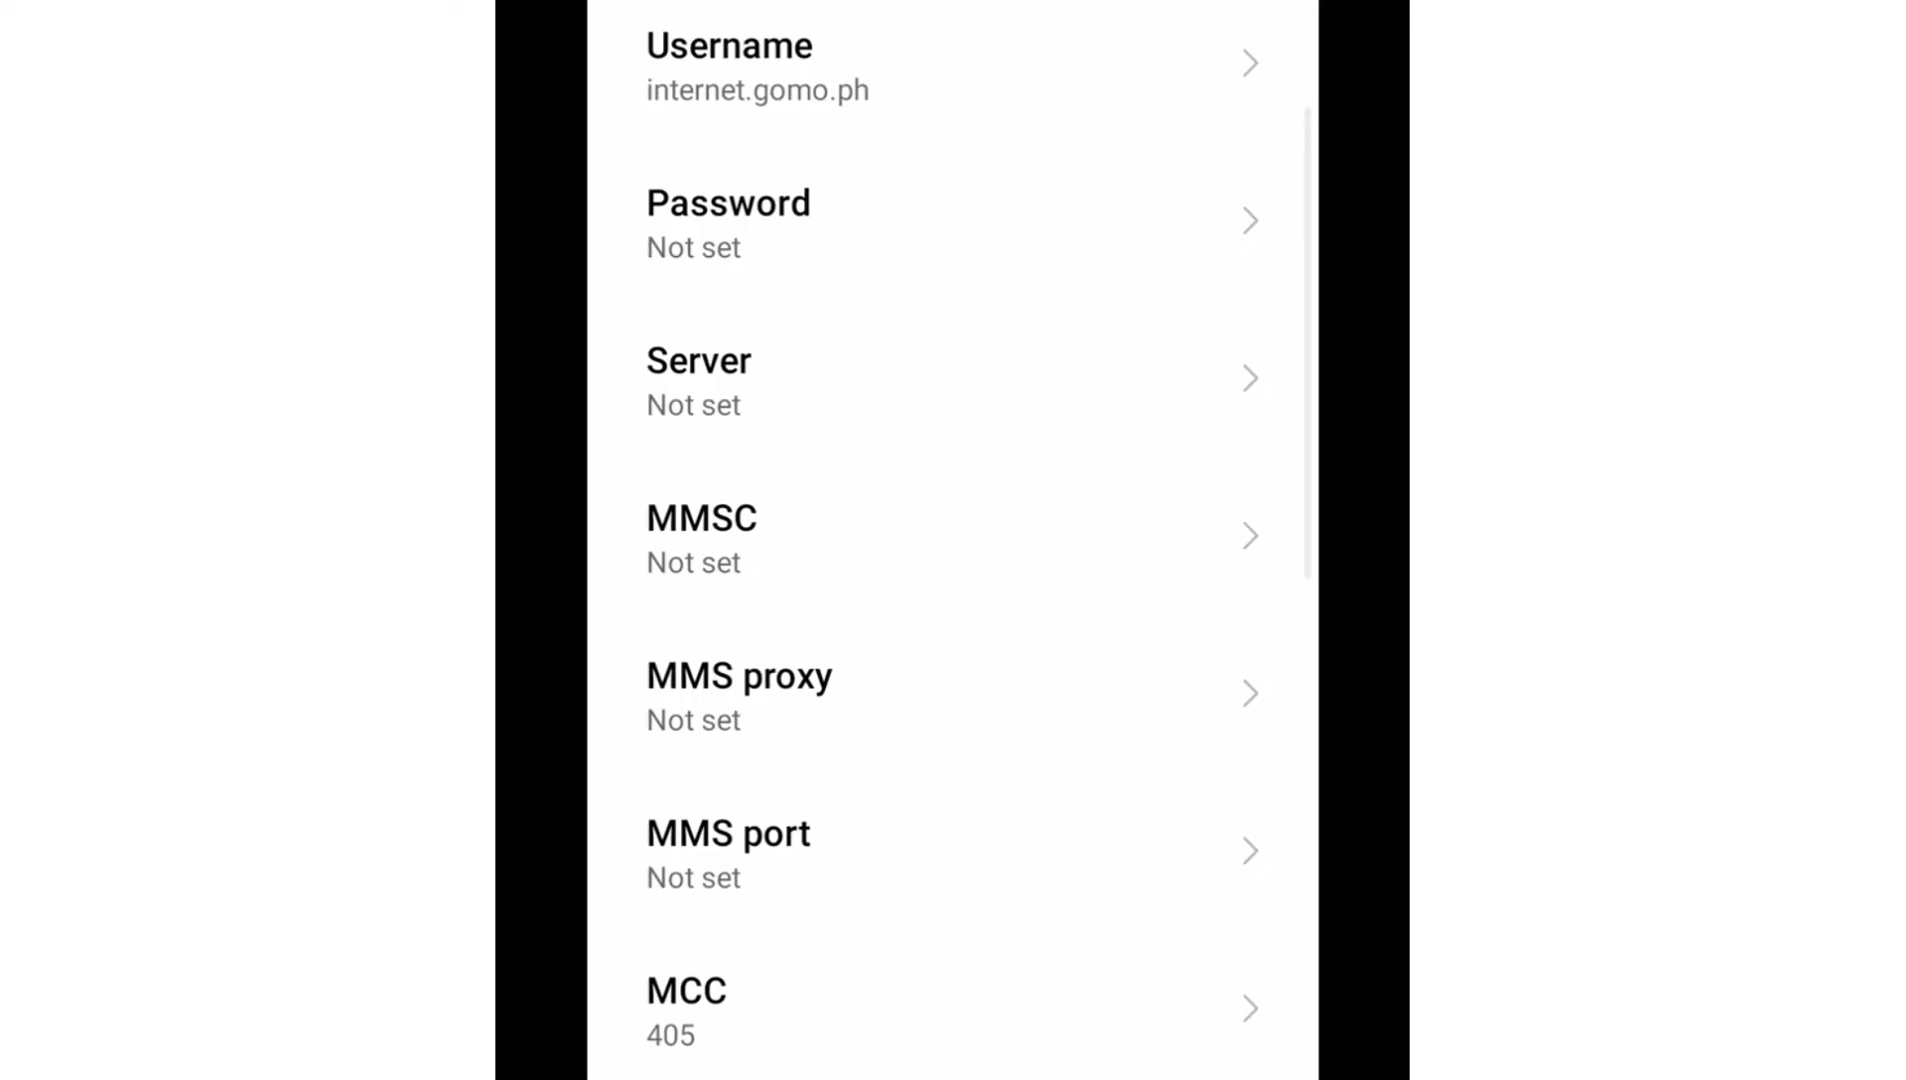 Username
internet.gomo.ph
Password
Not set
Server
Not set
MMSC
Not set
MMS proxy
Not set
MMS port
Not set
MCC
405